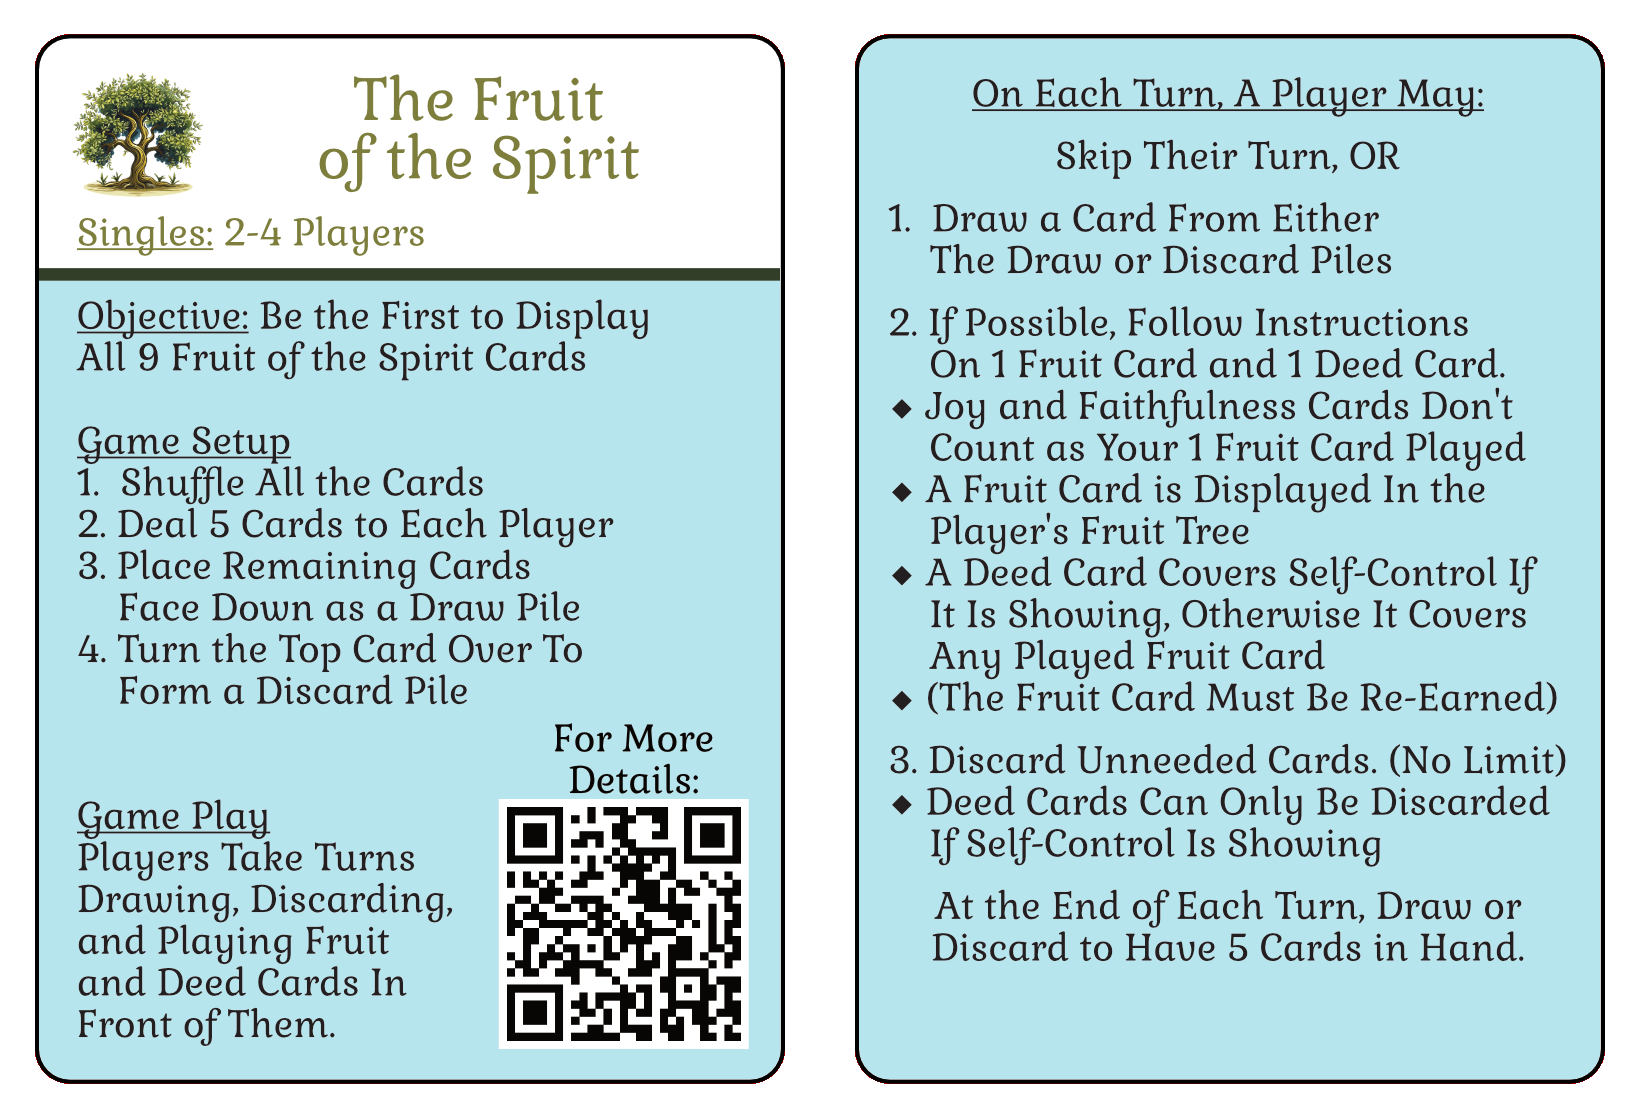 The Fruit
of the Spirit
Singles: 2-4 Players
Objective: Be the First to Display
All 9 Fruit of the Spirit Cards
Game Setup
1. Shuffle All the Cards
2. Deal 5 Cards to Each Player
3. Place Remaining Cards
Face Down as a Draw Pile
4. Turn the Top Card Over To
Form a Discard Pile
For More
Details:
Game Play
Players Take Turns
Drawing, Discarding,
and Playing Fruit
and Deed Cards In
Front of Them.
On Each Turn, A Player May:
Skip Their Turn, OR
1. Draw a Card From Either
The Draw or Discard Piles
2. If Possible, Follow Instructions
On 1 Fruit Card and 1 Deed Card.
◆ Joy and Faithfulness Cards Don't
Count as Your 1 Fruit Card Played
◆ A Fruit Card is Displayed In the
Player's Fruit Tree
◆ A Deed Card Covers Self-Control If
It Is Showing, Otherwise It Covers
Any Played Fruit Card
◆ (The Fruit Card Must Be Re-Earned)
3. Discard Unneeded Cards. (No Limit)
◆ Deed Cards Can Only Be Discarded
If Self-Control Is Showing
At the End of Each Turn, Draw or
Discard to Have 5 Cards in Hand.